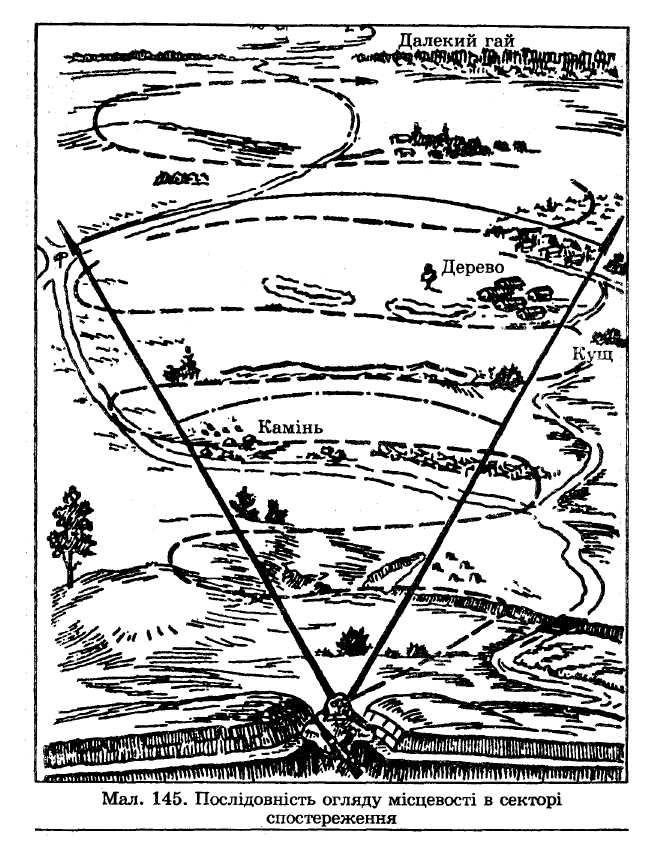 Далекий гай
Дерево
Кущ
Камінь
Мал. 145. Послідовність огляду місцевості в секторі
спостереження